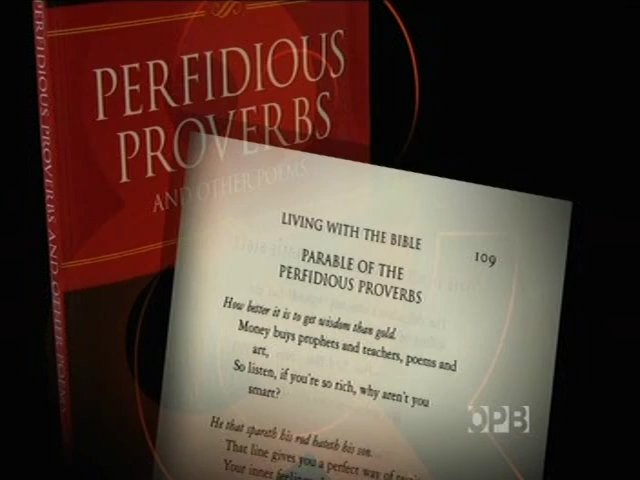 PERFIDIOUS
PROVERBS
AND OTHER POEMS
PERFIDIOUS PROVERBS AND OTHER POEMS
LIVING WITH THE BIBLE
109
PARABLE OF THE
PERFIDIOUS PROVERBS
How better it is to get wisdom than gold.
Money buys prophets and teachers, poems and
art,
So listen, if you're so rich, why aren't you
smart?
He that spareth his rod hateth his son.
That line gives you a perfect way of
Your inner
OPB